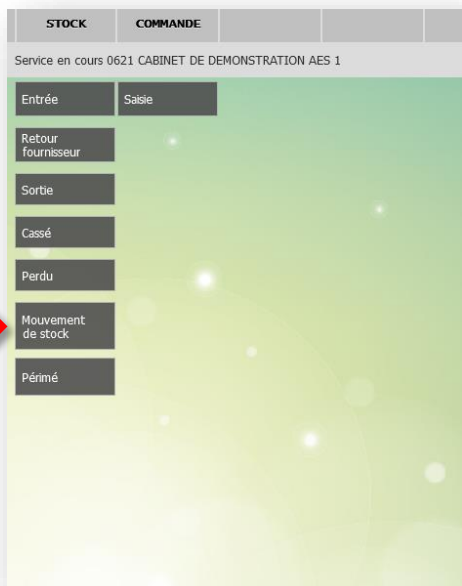 STOCK COMMANDE
Service en cours 0621 CABINET DE DEMONSTRATION AES 1
Entrée Saisie
Retour
fournisseur
Sortie
Cassé
Perdu
Mouvement
de stock
Périmé